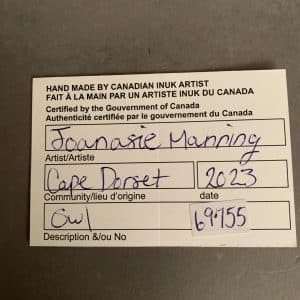 HAND MADE BY CANADIAN INUK ARTIST
FAIT À LA MAIN PAR UN ARTISTE INUK DU CANADA
Certified by the Government of Canada
Authenticité certifiée par le gouvernement du Canada
Joanasie Manning
Artist/Artiste
Cape Dorset 2023
Community/lieu d'origine date
Owl 69755
Description &/ou No